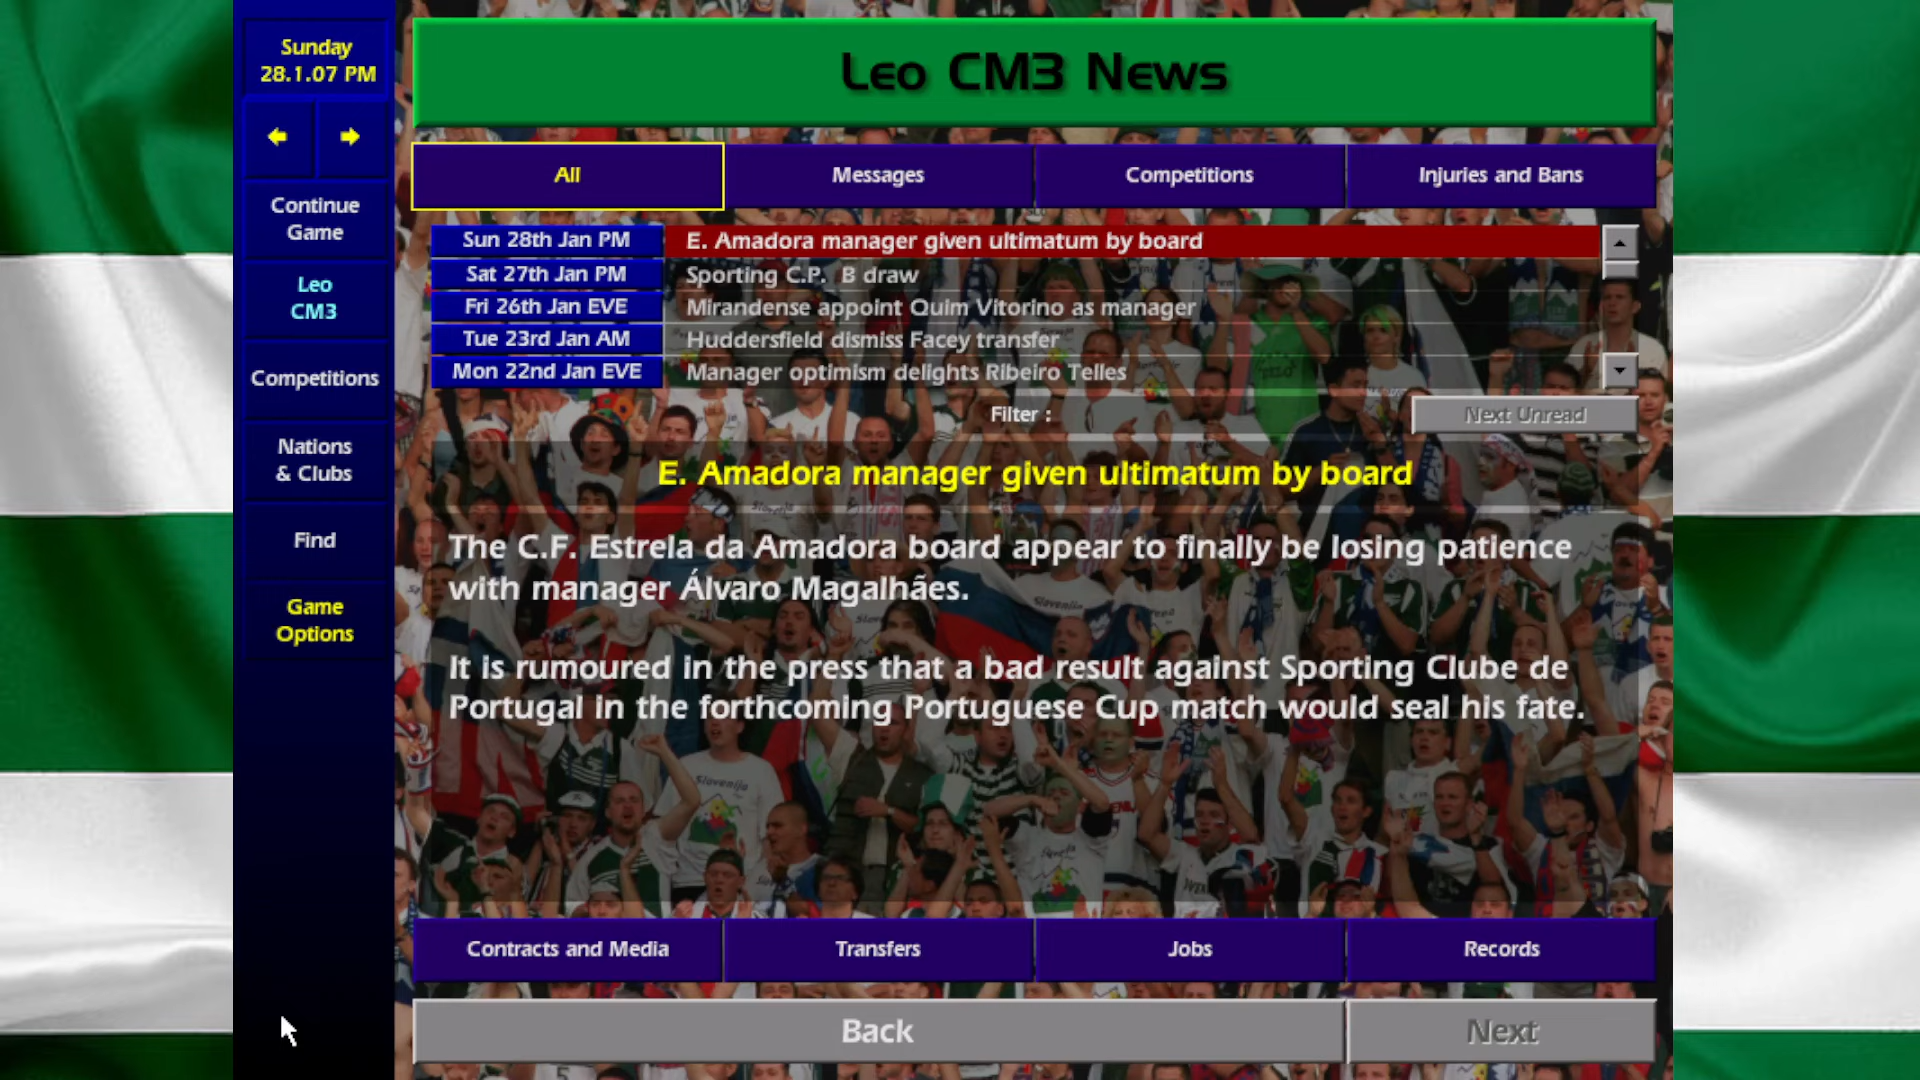 Sunday
28.1.07 PM
Continue
Game
Leo
CM3
Competitions
Nations
& Clubs
Find
Game
Options
Leo CM3 News
All
Messages
Competitions
Injuries and Bans
Sun 28th Jan PM E. Amadora manager given ultimatum by board
Sat 27th Jan PM Sporting C.P. B draw
Fri 26th Jan EVE Mirandense appoint Quim Vitorino as manager
Tue 23rd Jan AM Huddersfield dismiss Facey transfer
Mon 22nd Jan EVE Manager optimism delights Ribeiro Telles
Filter :
Next Unread
E. Amadora manager given ultimatum by board
The C.F. Estrela da Amadora board appear to finally be losing patience
with manager Álvaro Magalhães.
It is rumoured in the press that a bad result against Sporting Clube de
Portugal in the forthcoming Portuguese Cup match would seal his fate.
Slovenija
Slovenija
Contracts and Media
Transfers
Jobs
Records
Back
Next